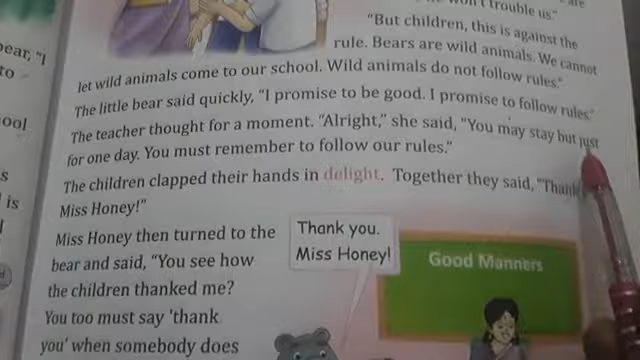 won't trouble us."
are
"But children, this is against the
rule. Bears are wild animals. We cannot
let wild animals come to our school. Wild animals do not follow rules."
The little bear said quickly, "I promise to be good. I promise to follow rules."
The teacher thought for a moment. "Alright," she said, "You may stay but just
for one day. You must remember to follow our rules."
The children clapped their hands in delight. Together they said, "Thank
Miss Honey!"
Miss Honey then turned to the
bear and said, "You see how
the children thanked me?
You too must say 'thank
you' when somebody does
Thank you.
Miss Honey!
Good Manners
ear, "I
to
ool
s
is